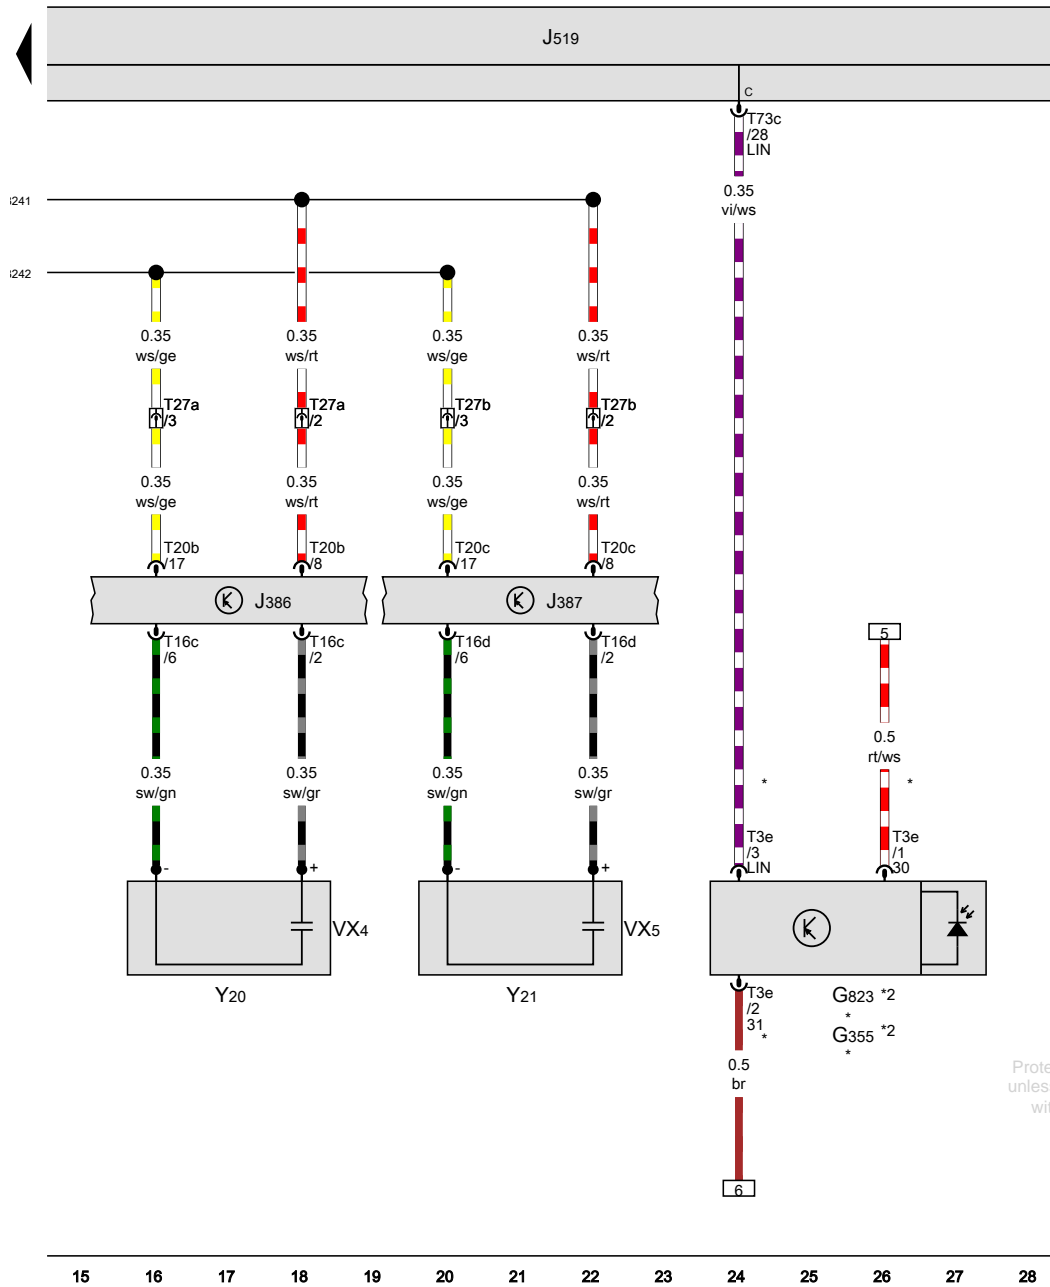 J519
c
T73c
/28
LIN
0.35
vi/ws
241
242
0.35
ws/ge
0.35
ws/rt
0.35
ws/ge
0.35
ws/rt
T27a
/3
T27a
/2
T27b
/3
T27b
/2
0.35
ws/ge
0.35
ws/rt
0.35
ws/ge
0.35
ws/rt
T20b
/17
T20b
/8
T20c
/17
T20c
/8
J386
J387
T16c
/6
T16c
/2
T16d
/6
T16d
/2
5
0.5
rt/ws
*
*
0.35
sw/gn
0.35
sw/gr
0.35
sw/gn
0.35
sw/gr
T3e
/3
LIN
T3e
/1
30
-
+
-
+
VX4
VX5
Y20
Y21
T3e
/2
31
*
G823 *2
*
G355 *2
*
0.5
br
Prote
unles
wit
6
15 16 17 18 19 20 21 22 23 24 25 26 27 28